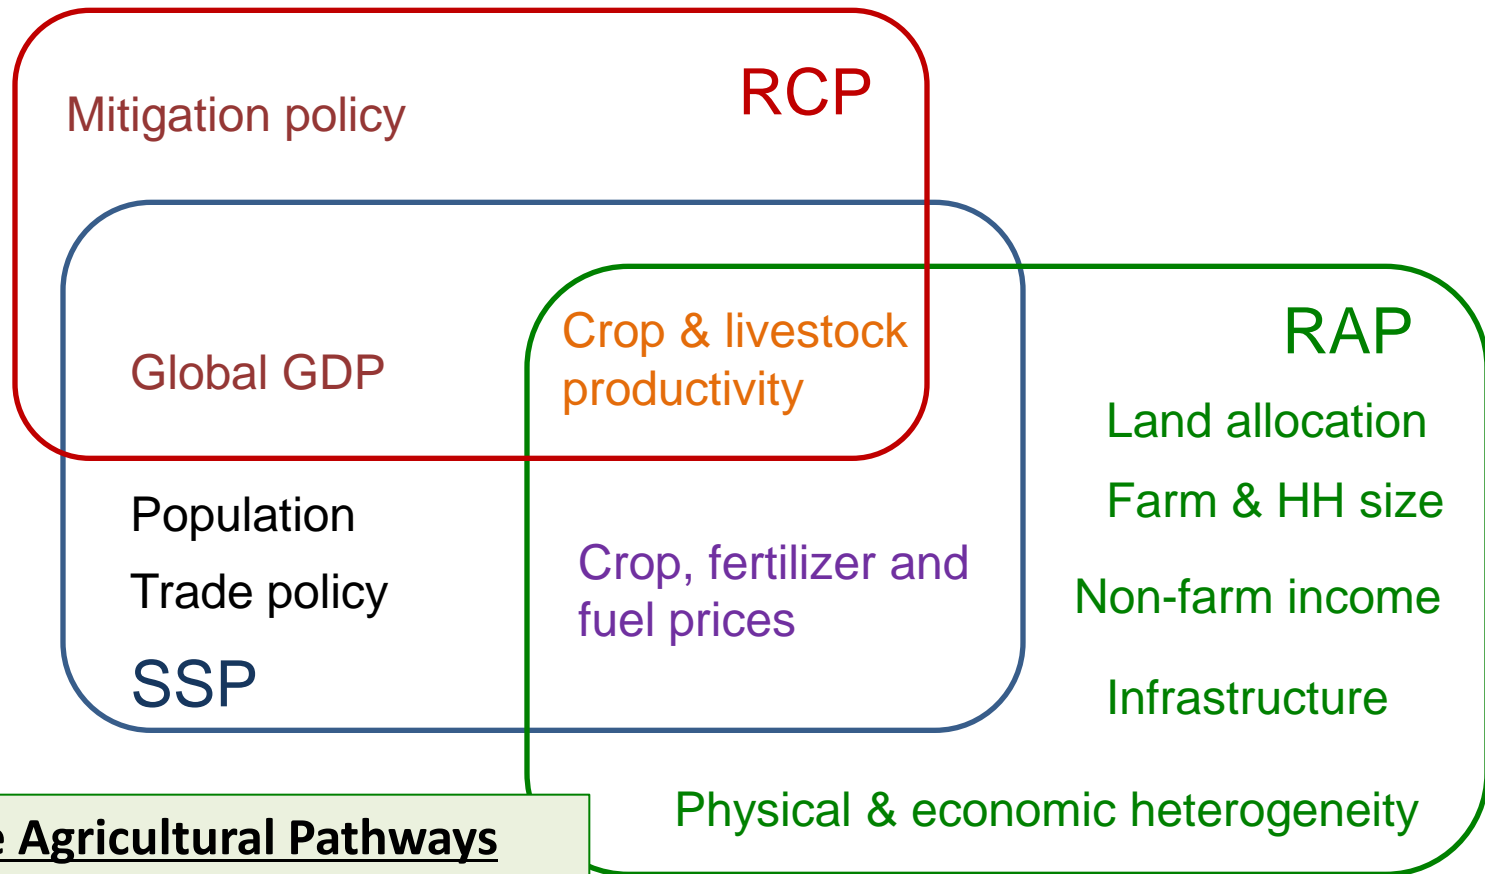 Mitigation policy
RCP
Global GDP
Crop & livestock
productivity
RAP
Land allocation
Farm & HH size
Non-farm income
Infrastructure
Population
Trade policy
SSP
Crop, fertilizer and
fuel prices
Physical & economic heterogeneity
Agricultural Pathways